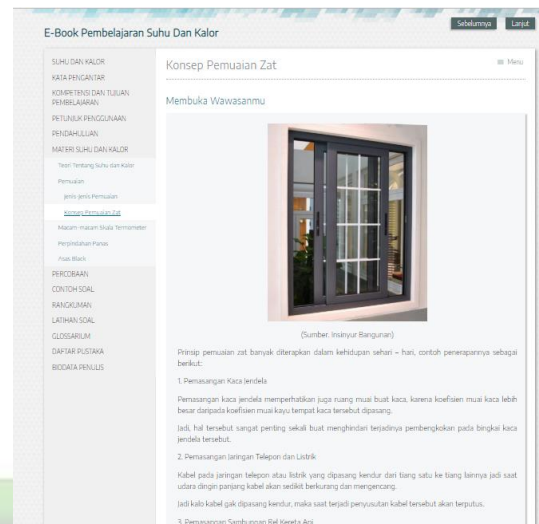 E-Book Pembelajaran Suhu Dan Kalor
Sebelumnya
Lanjut
SUHU DAN KALOR
KATA PENGANTAR
KOMPETENSI DAN TUJUAN
PEMBELAJARAN
PETUNJUK PENGGUNAAN
PENDAHULUAN
MATERI SUHU DAN KALOR
Teori Tentang Suhu dan Kalor
Pemuaian
Jenis-Jenis Pemuaian
Konsep Pemuaian Zat
Macam-macam Skala Termometer
Perpindahan Panas
Asas Black
PERCOBAAN
CONTOH SOAL
RANGKUMAN
LATIHAN SOAL
GLOSSARIUM
DAFTAR PUSTAKA
BIODATA PENULIS
Konsep Pemuaian Zat
Menu
Membuka Wawasanmu
(Sumber. Insinyur Bangunan)
Prinsip pemuaian zat banyak diterapkan dalam kehidupan sehari – hari, contoh penerapannya sebagai
berikut:
1. Pemasangan Kaca Jendela
Pemasangan kaca jendela memperhatikan juga ruang muai buat kaca, karena koefisien muai kaca lebih
besar daripada koefisien muai kayu tempat kaca tersebut dipasang.
Jadi, hal tersebut sangat penting sekali buat menghindari terjadinya pembengkokan pada bingkai kaca
jendela tersebut.
2. Pemasangan Jaringan Telepon dan Listrik
Kabel pada jaringan telepon atau listrik yang dipasang kendur dari tiang satu ke tiang lainnya jadi saat
udara dingin panjang kabel akan sedikit berkurang dan mengencang.
Jadi kalo kabel gak dipasang kendur, maka saat terjadi penyusutan kabel tersebut akan terputus.
3. Pemasangan Sambungan Rel Kereta Api